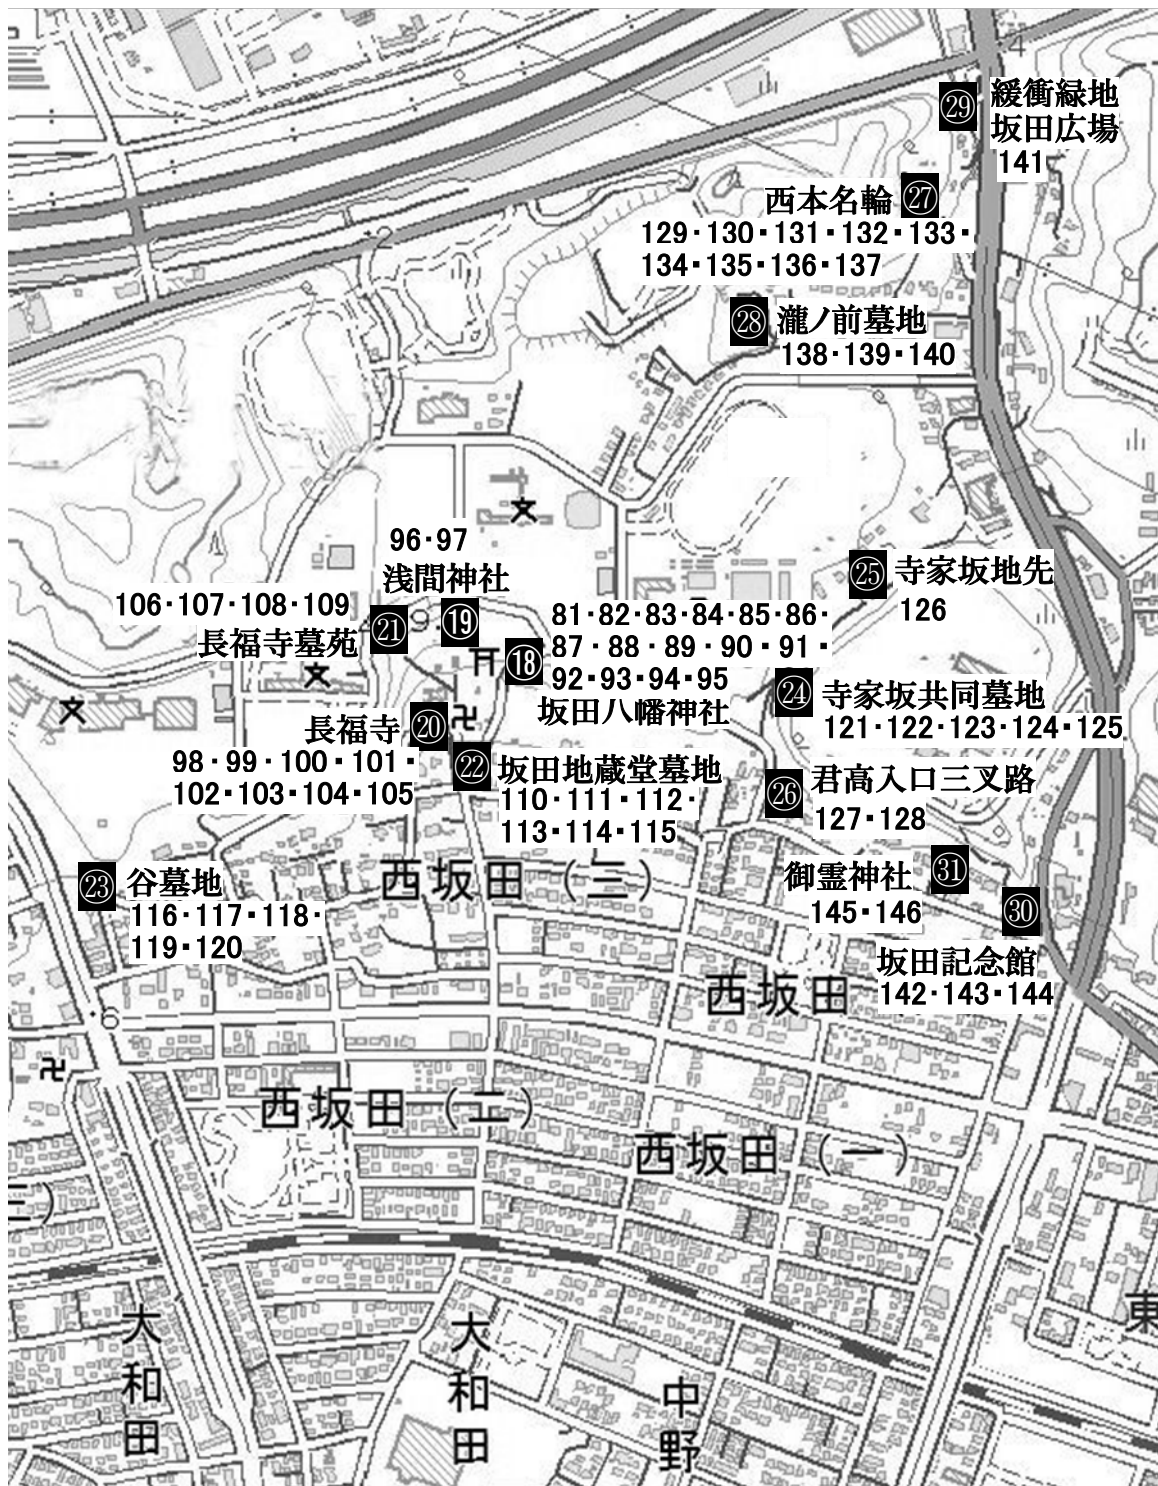 ㉙ 緩衝緑地
坂田広場
141
西本名輪 ㉗
129・130・131・132・133・
134・135・136・137
㉘ 瀧ノ前墓地
138・139・140
96・97
浅間神社
⑲
106・107・108・109
長福寺墓苑 ㉑
⑱
81・82・83・84・85・86・
87・88・89・90・91・
92・93・94・95
坂田八幡神社
㉕ 寺家坂地先
126
㉔ 寺家坂共同墓地
121・122・123・124・125
長福寺 ⑳
98・99・100・101・
102・103・104・105
㉒ 坂田地蔵堂墓地
110・111・112・
113・114・115
㉖ 君高入口三叉路
127・128
㉓ 谷墓地
116・117・118・
119・120
御霊神社 ㉛
145・146
㉚
坂田記念館
142・143・144
西坂田(三)
西坂田
・6
西坂田(二)
西坂田(一)
大和田
大和田
中野
東
・2
4